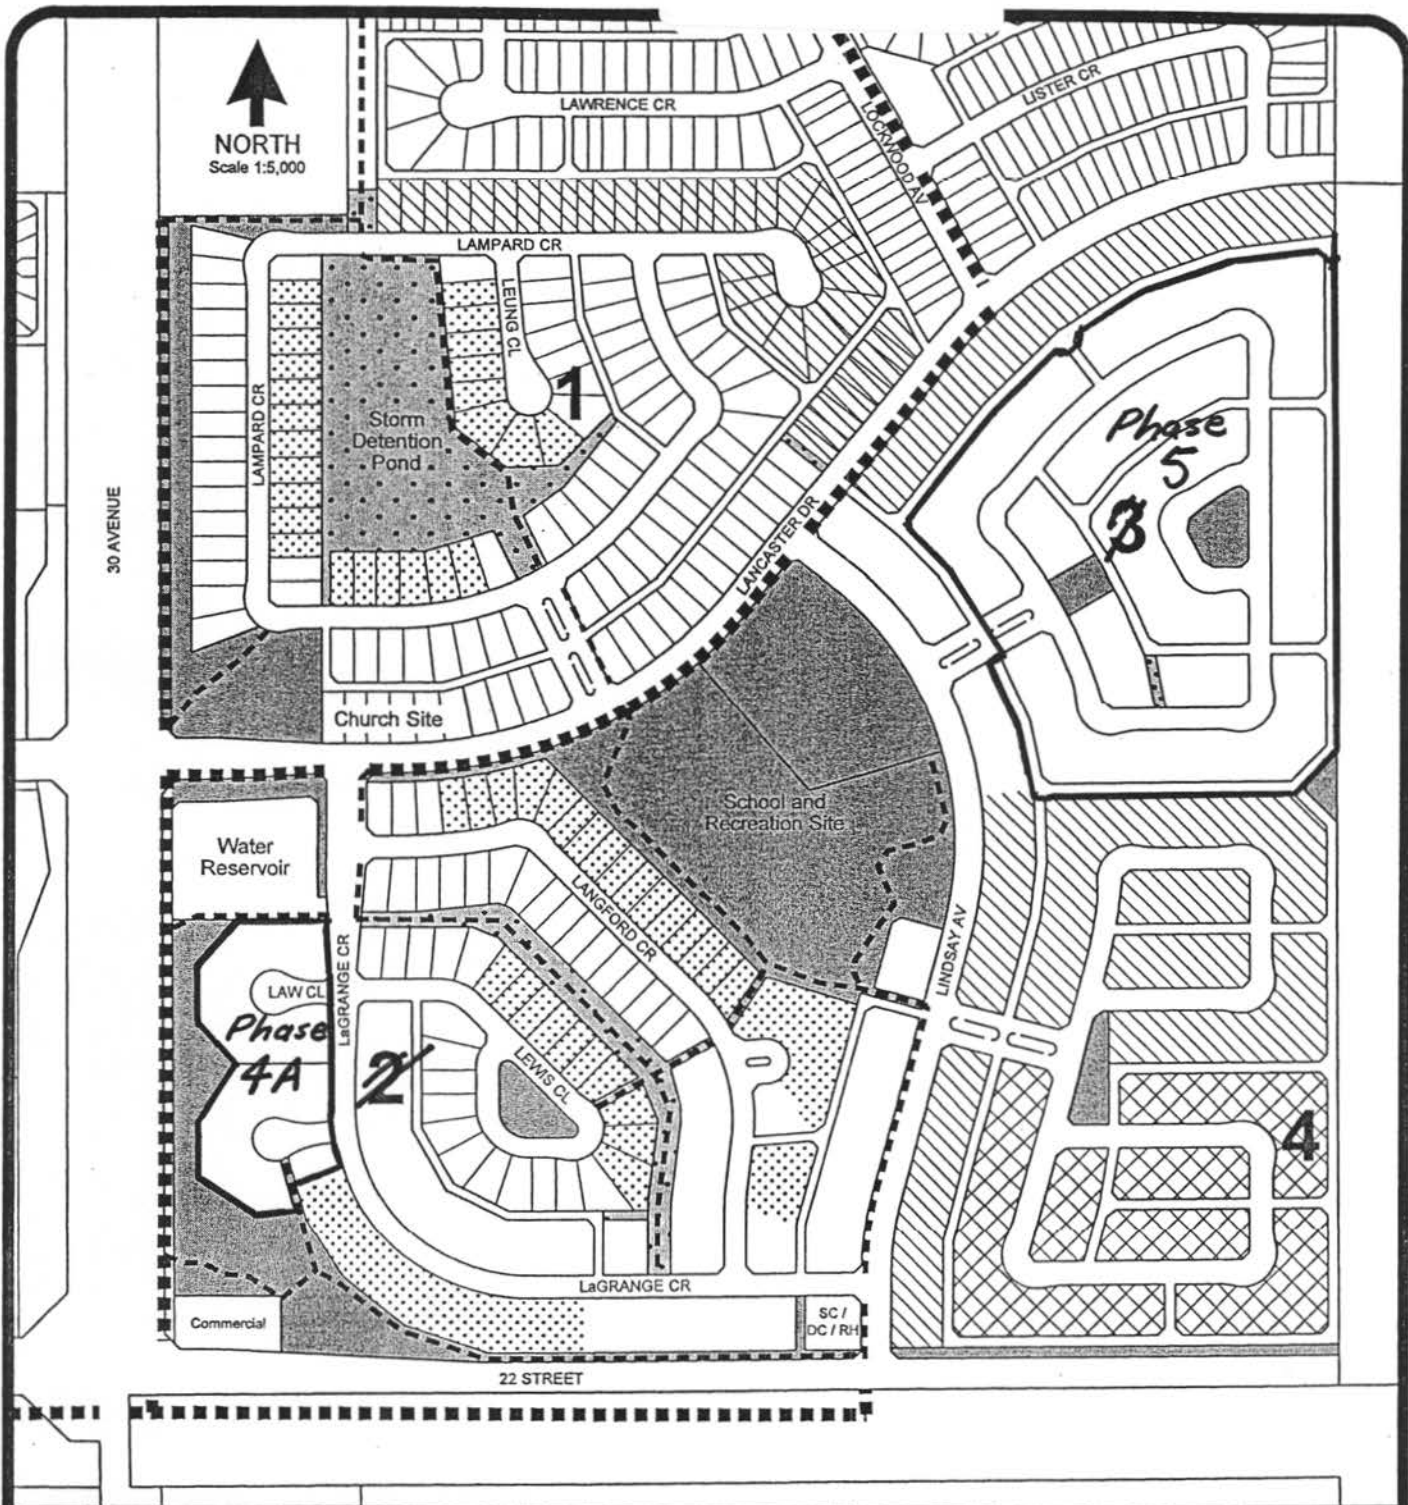 LAWRENCE CR
LISTER CR
LOCKWOOD AV
NORTH
Scale 1:5,000
LAMPARD CR
LEUNG CL
1
LAMPARD CR
Storm
Detention
Pond
30 AVENUE
Phase
5
3
LANCASTER DR
Church Site
School and
Recreation Site
Water
Reservoir
LANGFORD CR
LINDSAY AV
LaGRANGE CR
LAW CL
Phase
4A
2
LEWIS CL
4
LaGRANGE CR
SC /
DC / RH
Commercial
22 STREET